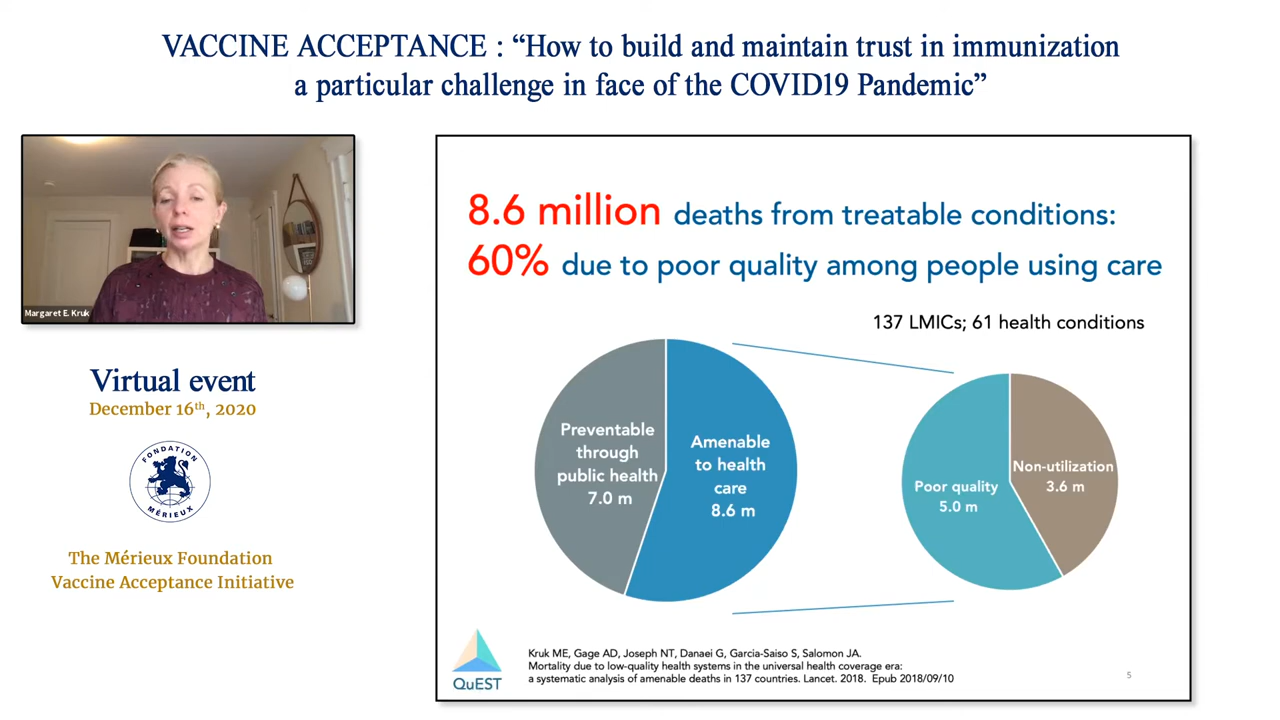 VACCINE ACCEPTANCE : “How to build and maintain trust in immunization
a particular challenge in face of the COVID19 Pandemic”
Margaret E. Kruk
Virtual event
December 16th, 2020
FONDATION
MÉRIEUX
The Mérieux Foundation
Vaccine Acceptance Initiative
8.6 million deaths from treatable conditions:
60% due to poor quality among people using care
137 LMICs; 61 health conditions
Preventable
through
public health
7.0 m
Amenable
to health
care
8.6 m
Poor quality
5.0 m
Non-utilization
3.6 m
QuEST
Kruk ME, Gage AD, Joseph NT, Danaei G, Garcia-Saiso S, Salomon JA.
Mortality due to low-quality health systems in the universal health coverage era:
a systematic analysis of amenable deaths in 137 countries. Lancet. 2018. Epub 2018/09/10
5